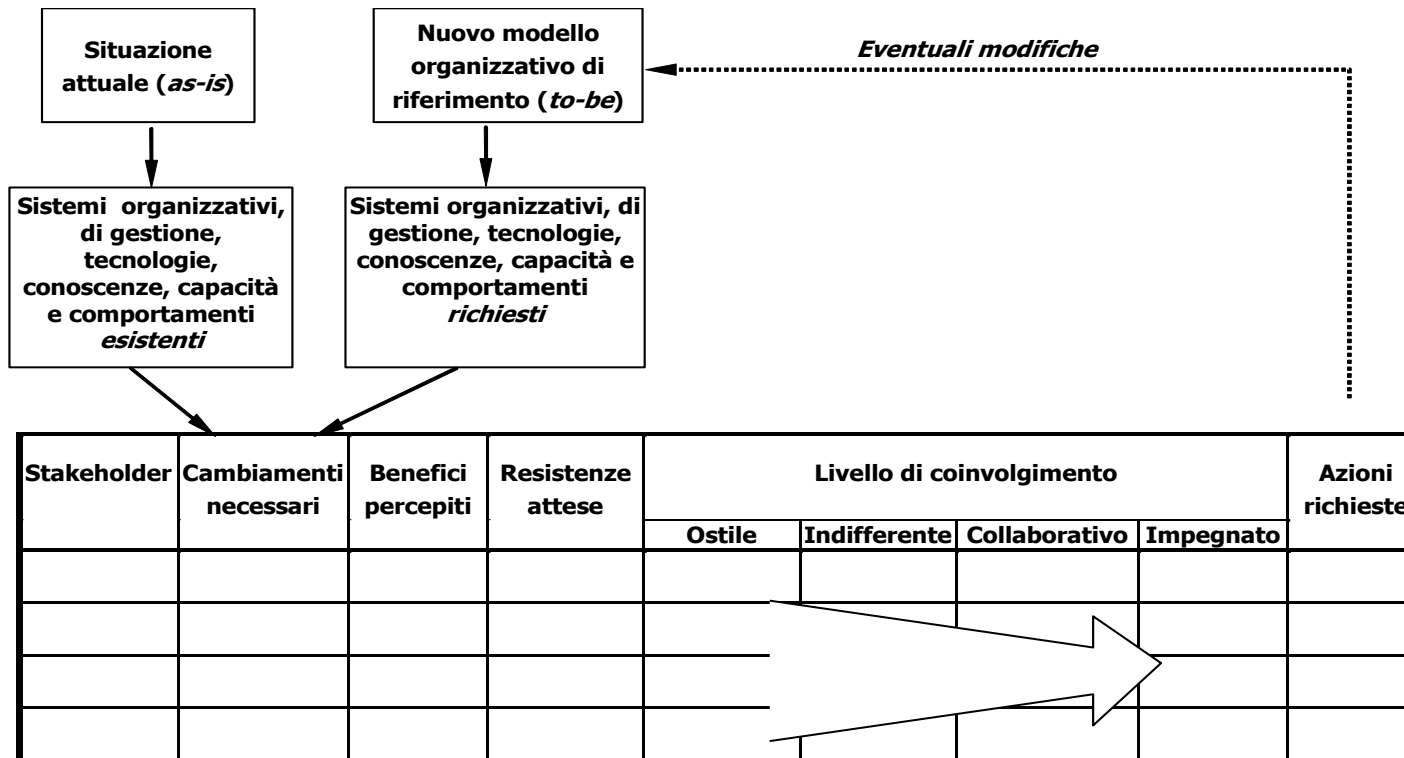 Situazione
attuale (as-is)
Nuovo modello
organizzativo di
riferimento (to-be)
Eventuali modifiche
Sistemi organizzativi,
di gestione,
tecnologie,
conoscenze, capacità
e comportamenti
esistenti
Sistemi organizzativi, di
gestione, tecnologie,
conoscenze, capacità e
comportamenti
richiesti
Stakeholder
Cambiamenti
necessari
Benefici
percepiti
Resistenze
attese
Livello di coinvolgimento
Azioni
richieste
Ostile
Indifferente
Collaborativo
Impegnato